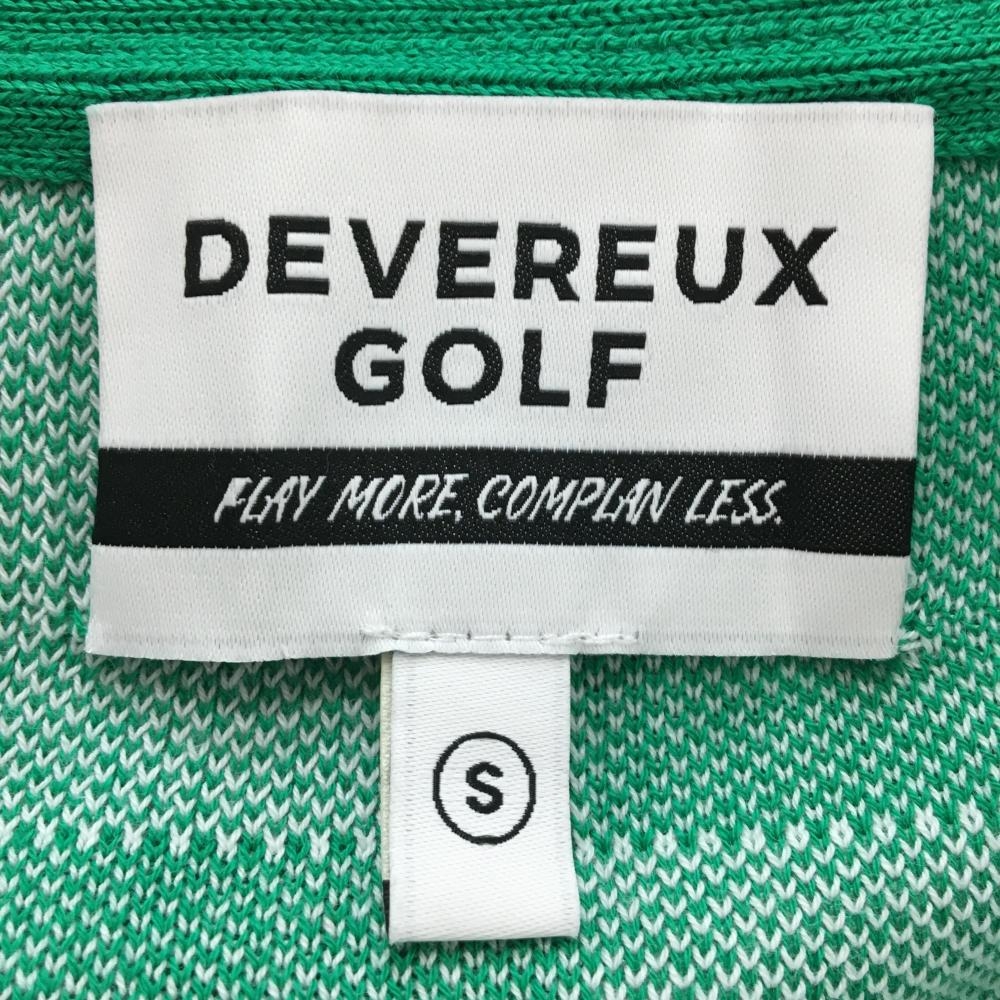 DEVEREUX
GOLF
PLAY MORE, COMPLAN LESS.
S